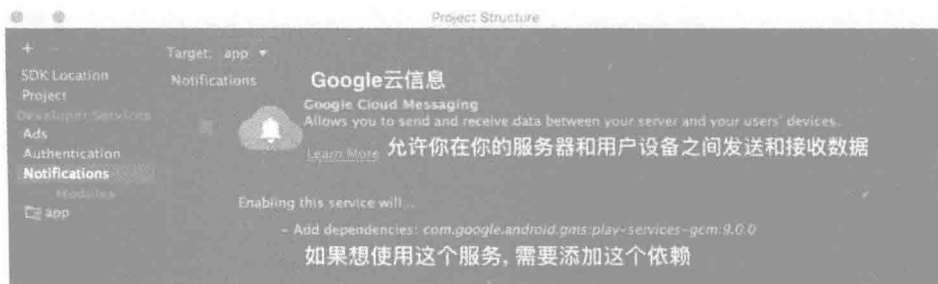 Project Structure
+ −
Target: app
SDK Location
Project
Developer Services
Ads
Authentication
Notifications
Modules
app
Notifications
Google云信息
Google Cloud Messaging
Allows you to send and receive data between your server and your users' devices.
Learn More 允许你在你的服务器和用户设备之间发送和接收数据
Enabling this service will...
- Add dependencies: com.google.android.gms:play-services-gcm:9.0.0
如果想使用这个服务, 需要添加这个依赖